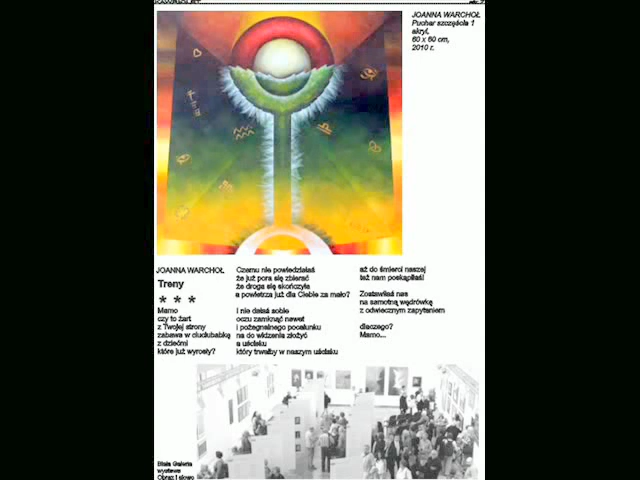 JOANNA WARCHOŁ
Puchar szczęścia 1
akryl,
60 x 60 cm,
2010 r.
JOANNA WARCHOŁ
Treny
* * *
Mamo
czy to żart
z Twojej strony
zabawa w ciuciubabkę
z dziećmi
które już wyrosły?
Czemu nie powiedziałaś
że już pora się zbierać
że droga się skończyła
a powietrza już dla Ciebie za mało?
I nie dałaś sobie
oczu zamknąć nawet
i pożegnalnego pocałunku
na do widzenia złożyć
a uścisku
który trwałby w naszym uścisku
aż do śmierci naszej
też nam poskąpiłaś!
Zostawiłaś nas
na samotną wędrówkę
z odwiecznym zapytaniem
dlaczego?
Mamo...
Biała Galeria
wystawa
Obraz i słowo